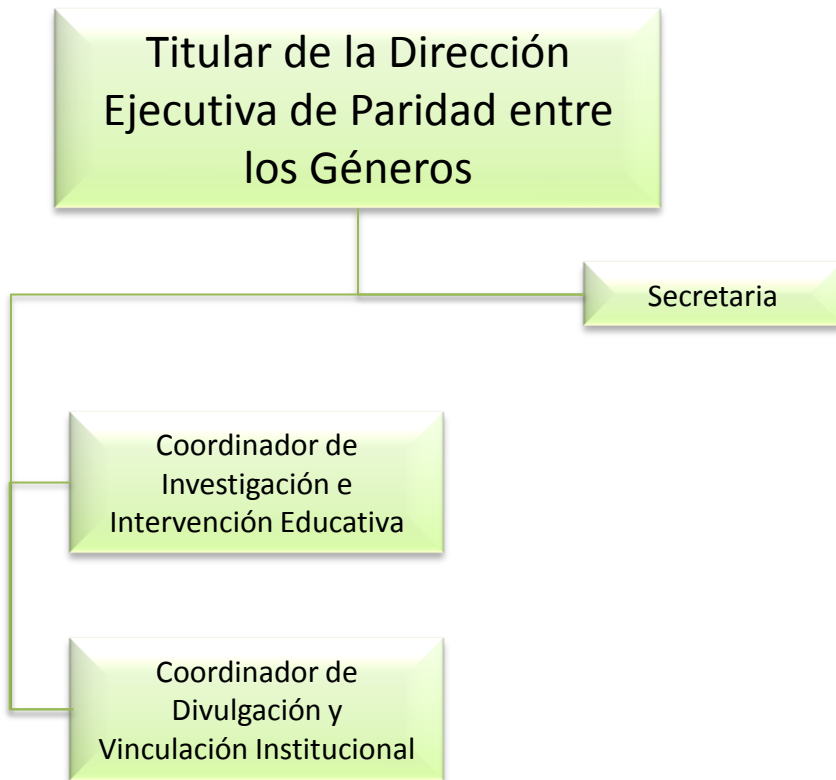 Titular de la Dirección
Ejecutiva de Paridad entre
los Géneros
Secretaria
Coordinador de
Investigación e
Intervención Educativa
Coordinador de
Divulgación y
Vinculación Institucional